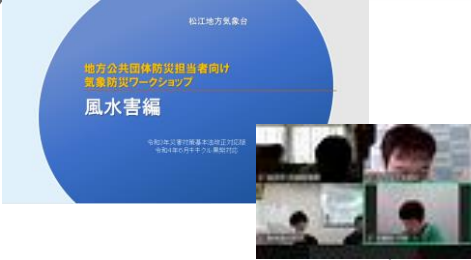 松江地方気象台
地方公共団体防災担当者向け
気象防災ワークショップ
風水害編
令和3年災害対策基本法改正対応版
令和4年6月キキクル黒知対応